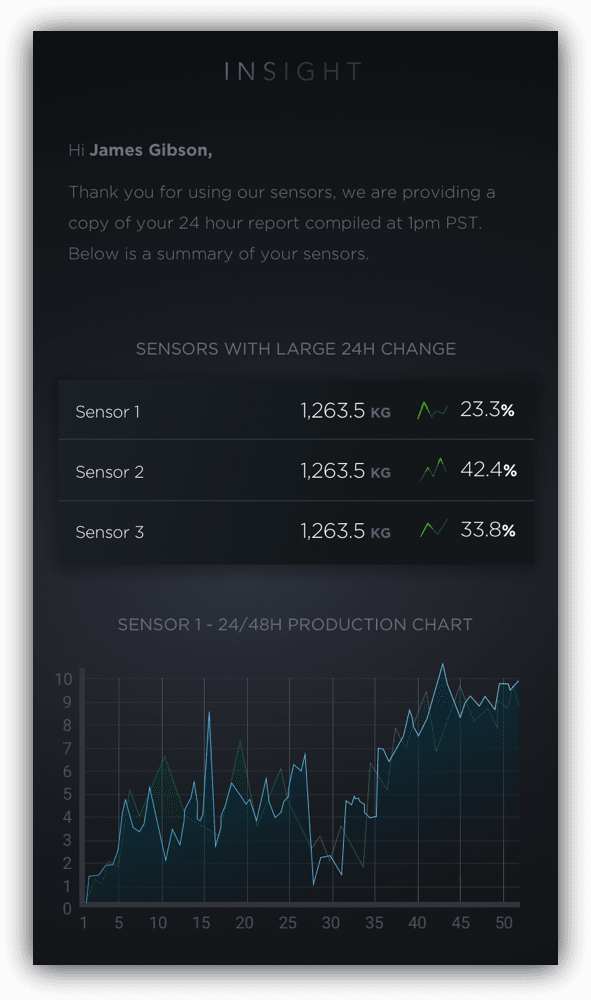 INSIGHT
Hi James Gibson,
Thank you for using our sensors, we are providing a
copy of your 24 hour report compiled at 1pm PST.
Below is a summary of your sensors.
SENSORS WITH LARGE 24H CHANGE
Sensor 1 1,263.5 KG 23.3%
Sensor 2 1,263.5 KG 42.4%
Sensor 3 1,263.5 KG 33.8%
SENSOR 1 - 24/48H PRODUCTION CHART
10
9
8
7
6
5
4
3
2
1
0
1 5 10 15 20 25 30 35 40 45 50